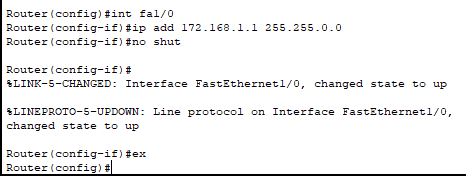 Router(config)#int fa1/0
Router(config-if)#ip add 172.168.1.1 255.255.0.0
Router(config-if)#no shut
Router(config-if)#
%LINK-5-CHANGED: Interface FastEthernet1/0, changed state to up
%LINEPROTO-5-UPDOWN: Line protocol on Interface FastEthernet1/0,
changed state to up
Router(config-if)#ex
Router(config)#